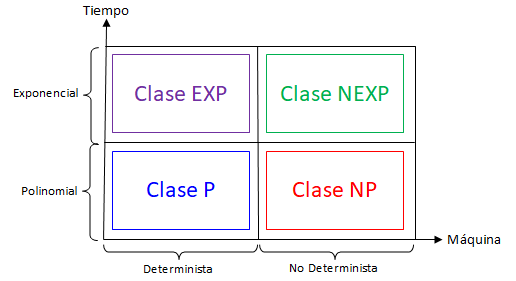 Tiempo
Exponencial
Clase EXP
Clase NEXP
Polinomial
Clase P
Clase NP
Máquina
Determinista
No Determinista